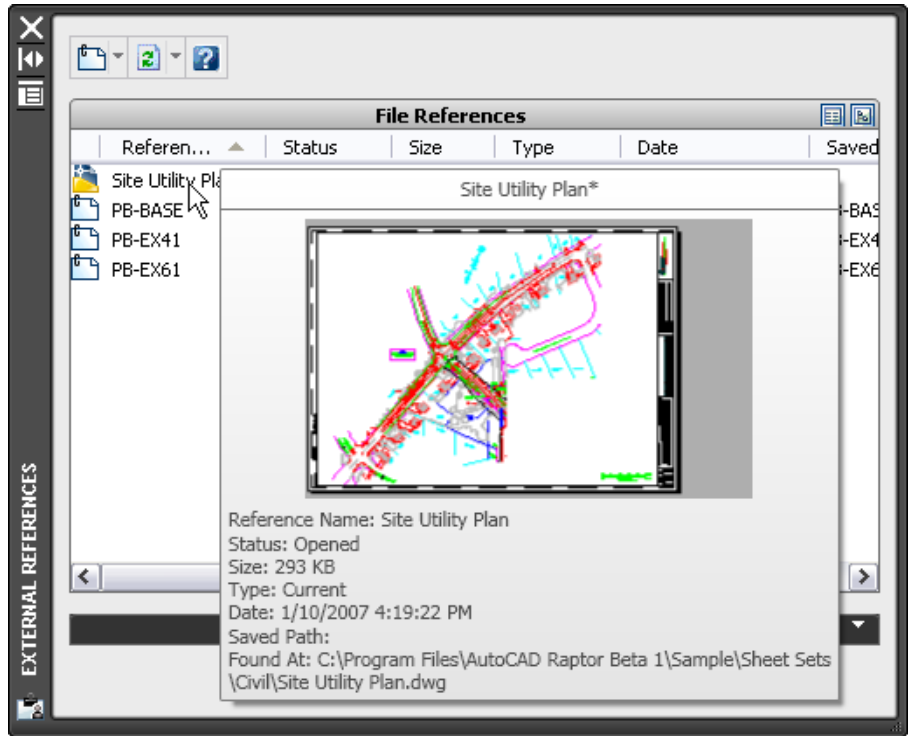 File References
Referen... Status Size Type Date Saved
Site Utility Pla
PB-BASE
PB-EX41
PB-EX61
Site Utility Plan*
Reference Name: Site Utility Plan
Status: Opened
Size: 293 KB
Type: Current
Date: 1/10/2007 4:19:22 PM
Saved Path:
Found At: C:\Program Files\AutoCAD Raptor Beta 1\Sample\Sheet Sets
\Civil\Site Utility Plan.dwg
EXTERNAL REFERENCES